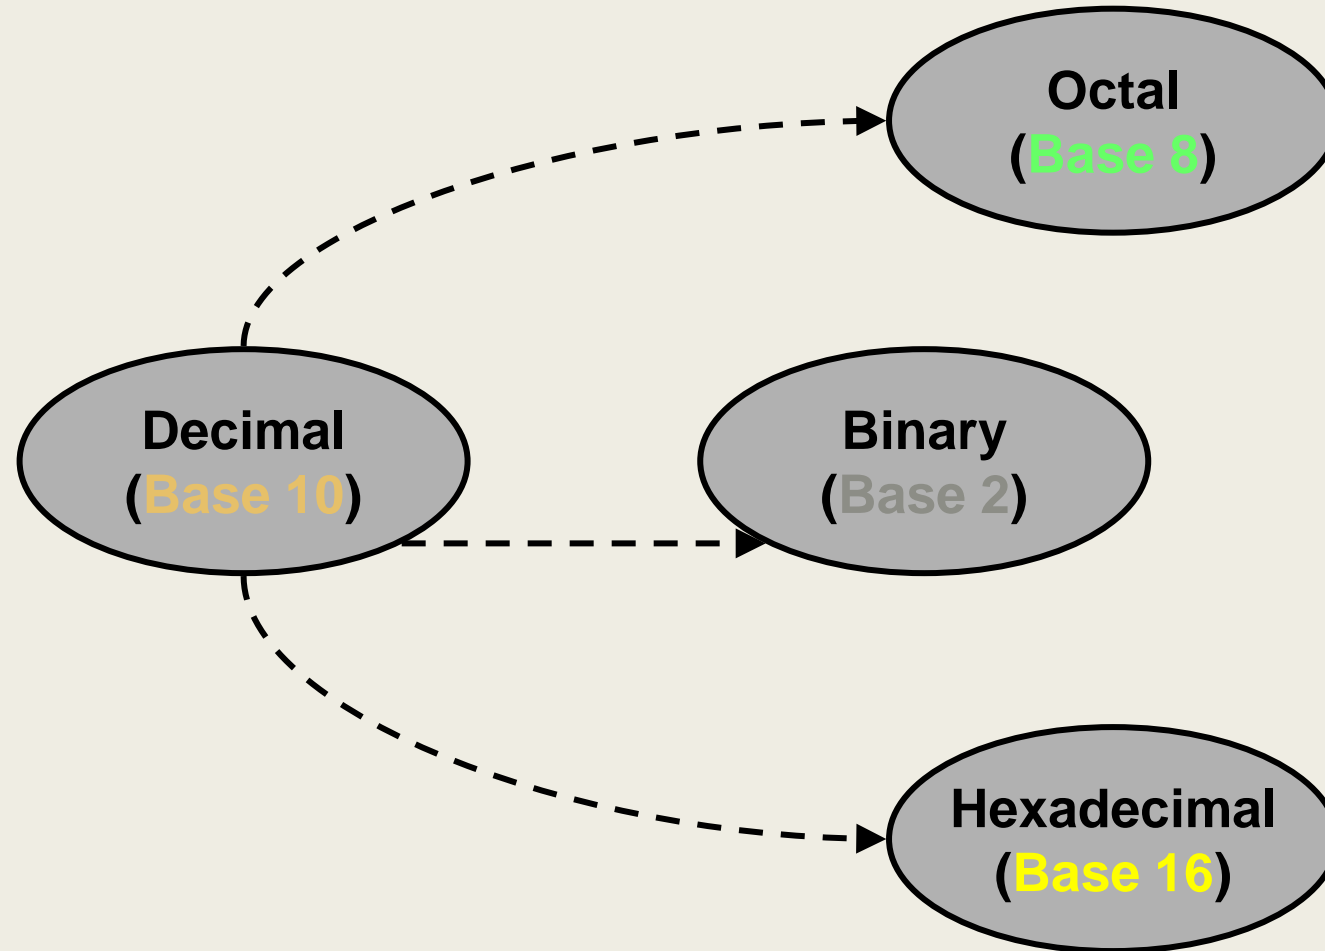 Octal
(Base 8)
Decimal
(Base 10)
Binary
(Base 2)
Hexadecimal
(Base 16)